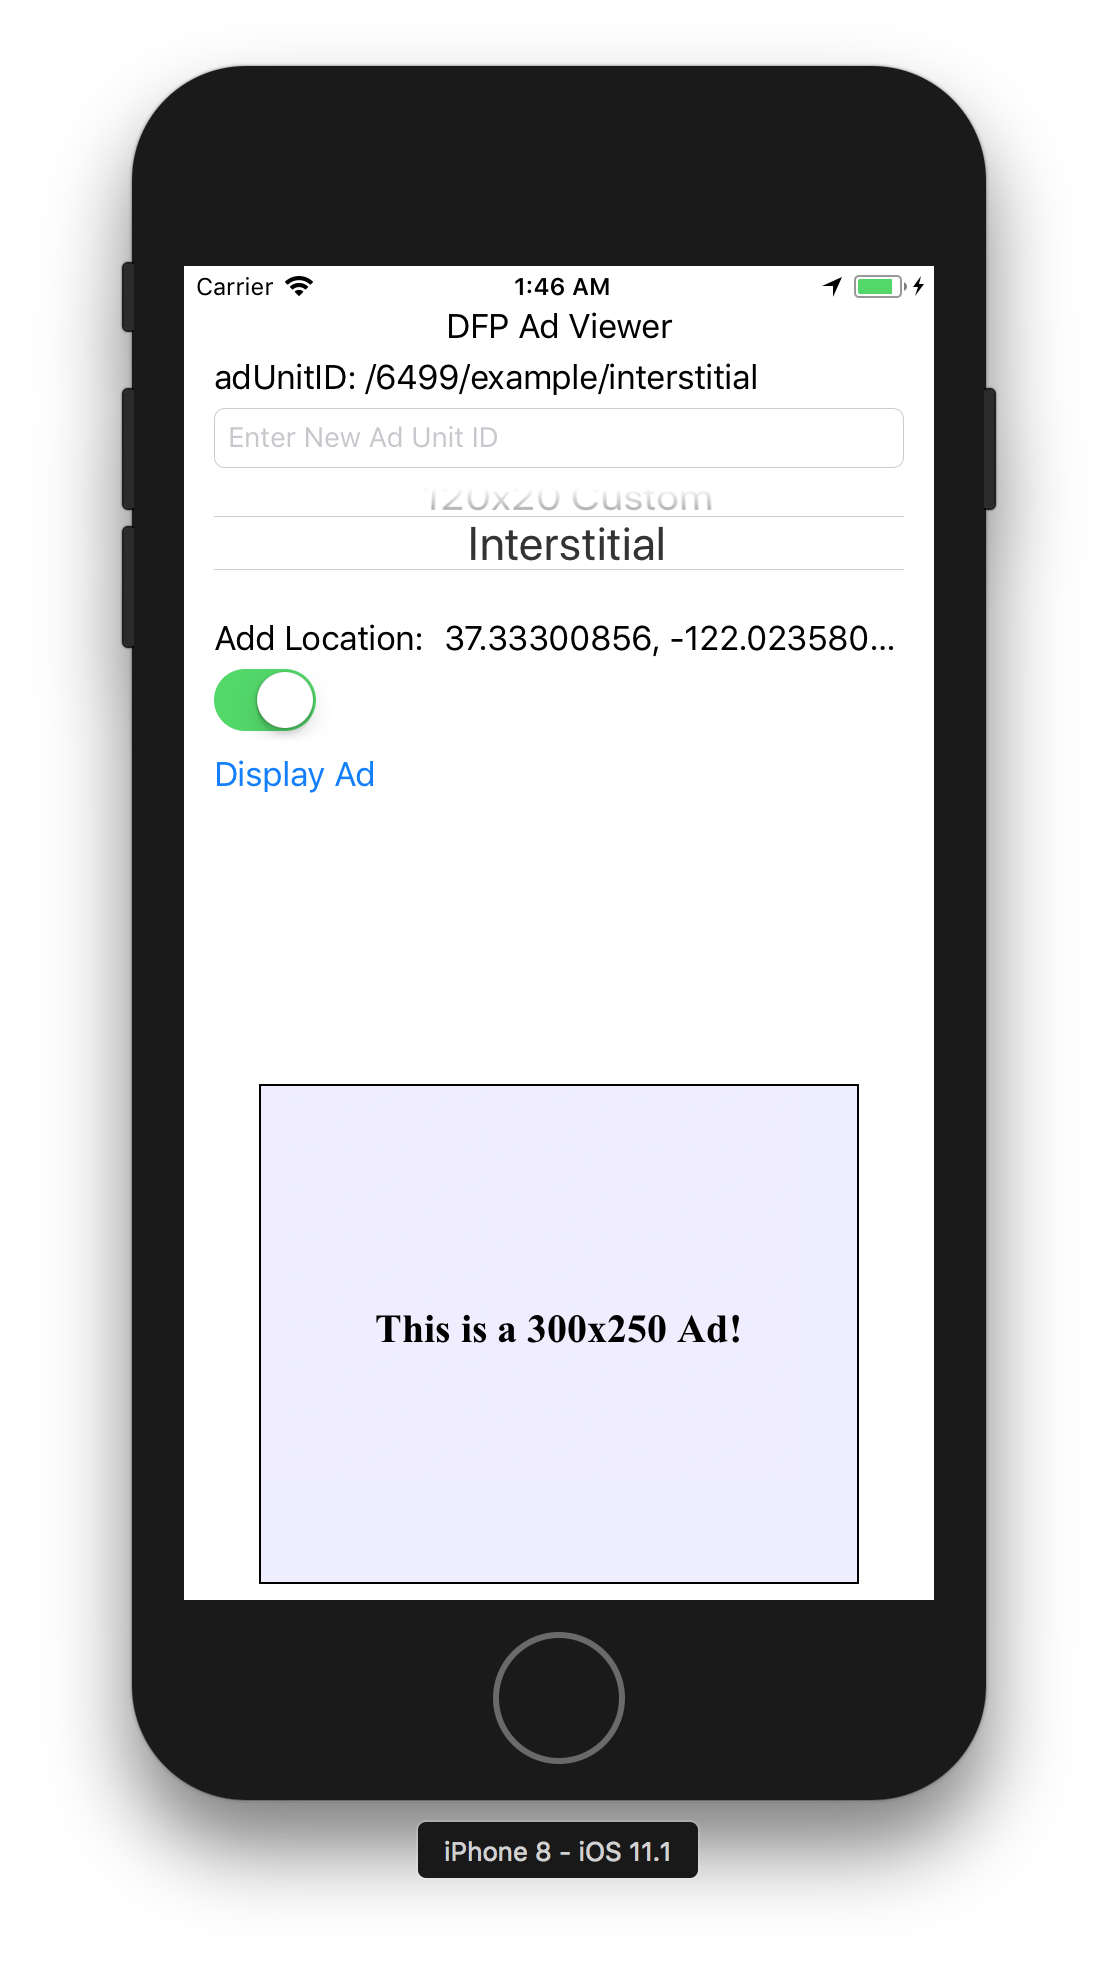 Carrier 1:46 AM
DFP Ad Viewer
adUnitID: /6499/example/interstitial
Enter New Ad Unit ID
120x20 Custom
Interstitial
Add Location: 37.33300856, -122.023580...
Display Ad
This is a 300x250 Ad!
iPhone 8 - iOS 11.1